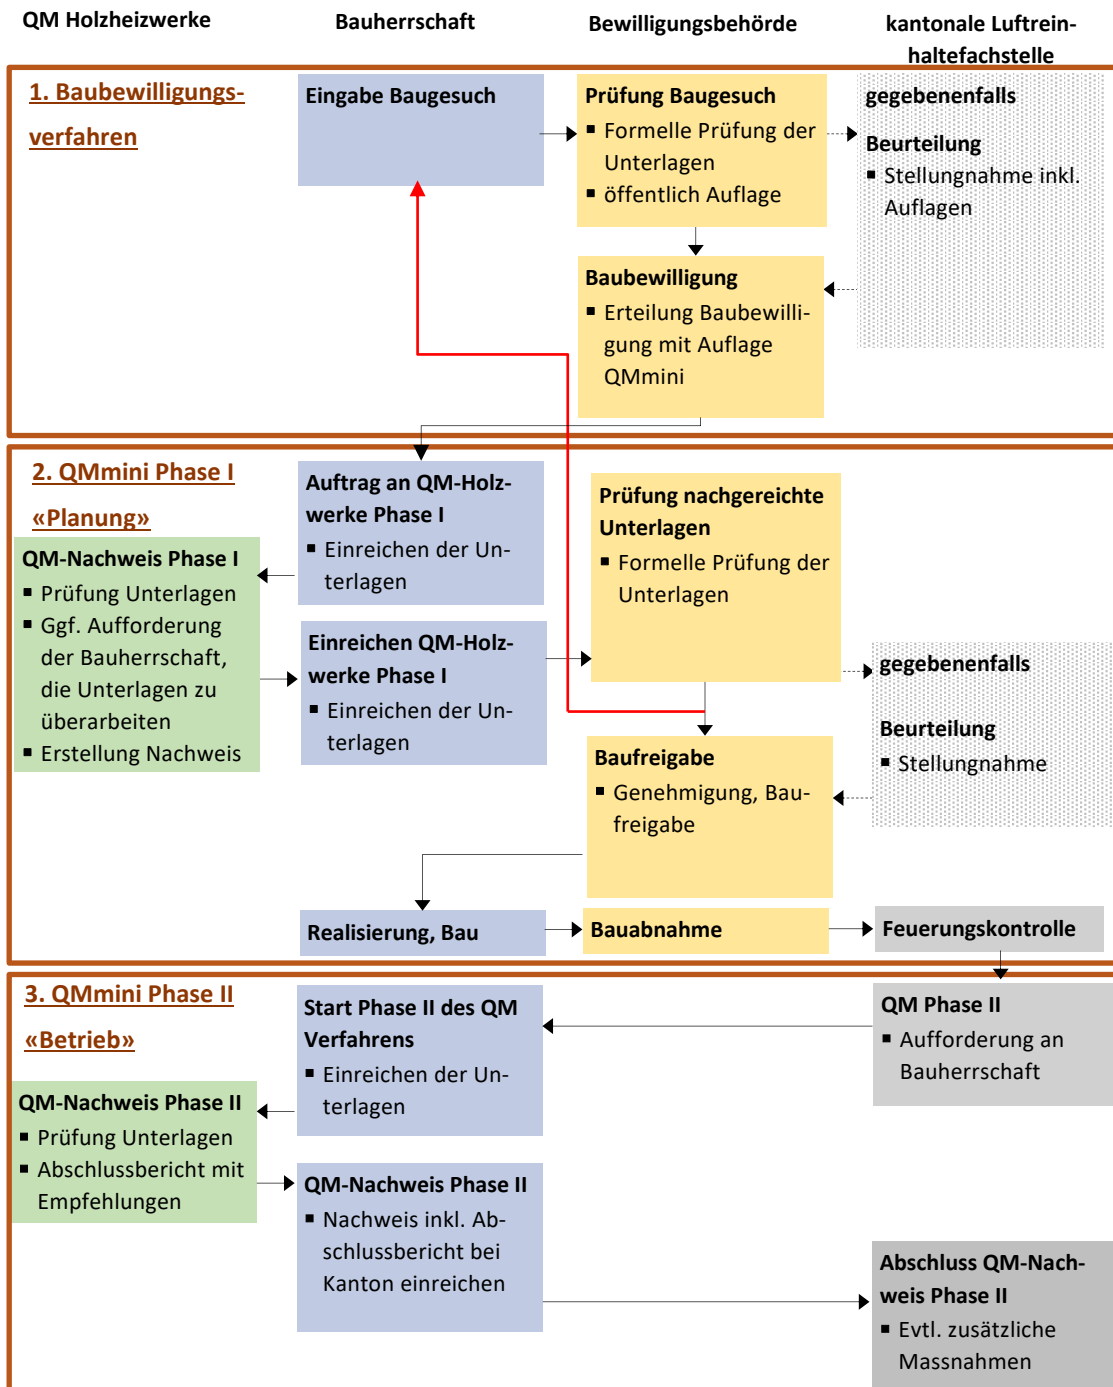 QM Holzheizwerke
Bauherrschaft
Bewilligungsbehörde
kantonale Luftrein-
haltefachstelle
1. Baubewilligungs-
verfahren
Eingabe Baugesuch
Prüfung Baugesuch
▪ Formelle Prüfung der
Unterlagen
▪ öffentlich Auflage
gegebenenfalls
Beurteilung
▪ Stellungnahme inkl.
Auflagen
Baubewilligung
▪ Erteilung Baubewilli-
gung mit Auflage
QMmini
2. QMmini Phase I
«Planung»
Auftrag an QM-Holz-
werke Phase I
▪ Einreichen der Un-
terlagen
Prüfung nachgereichte
Unterlagen
▪ Formelle Prüfung der
Unterlagen
QM-Nachweis Phase I
▪ Prüfung Unterlagen
▪ Ggf. Aufforderung
der Bauherrschaft,
die Unterlagen zu
überarbeiten
▪ Erstellung Nachweis
Einreichen QM-Holz-
werke Phase I
▪ Einreichen der Un-
terlagen
gegebenenfalls
Beurteilung
▪ Stellungnahme
Baufreigabe
▪ Genehmigung, Bau-
freigabe
Realisierung, Bau
Bauabnahme
Feuerungskontrolle
3. QMmini Phase II
«Betrieb»
Start Phase II des QM
Verfahrens
▪ Einreichen der Un-
terlagen
QM Phase II
▪ Aufforderung an
Bauherrschaft
QM-Nachweis Phase II
▪ Prüfung Unterlagen
▪ Abschlussbericht mit
Empfehlungen
QM-Nachweis Phase II
▪ Nachweis inkl. Ab-
schlussbericht bei
Kanton einreichen
Abschluss QM-Nach-
weis Phase II
▪ Evtl. zusätzliche
Massnahmen